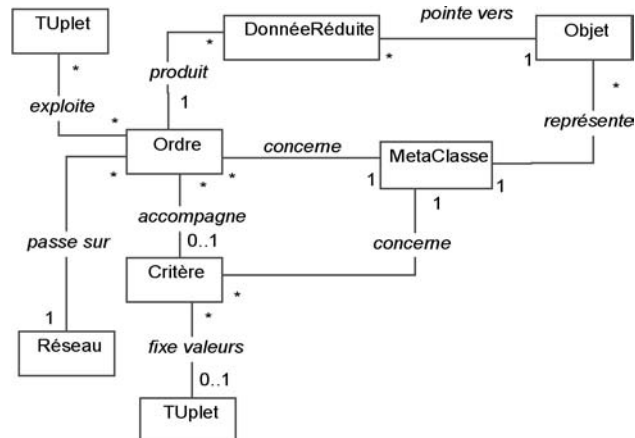 pointe vers
TUplet
DonnéeRéduite
Objet
*
*
*
1
*
produit
exploite
1
représente
*
Ordre
concerne
MetaClasse
*
*
*
1
1
1
accompagne
passe sur
concerne
0..1
Critère
*
1
*
Réseau
fixe valeurs
0..1
TUplet